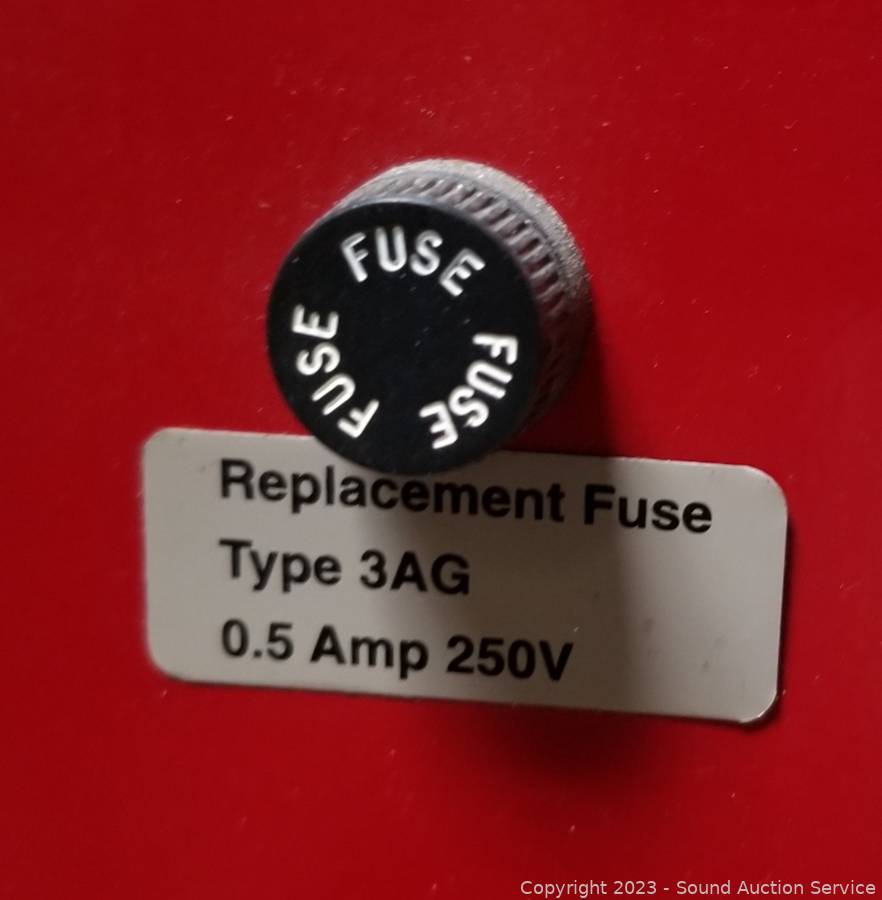 FUSE
FUSE
FUSE
Replacement Fuse
Type 3AG
0.5 Amp 250V
Copyright 2023 - Sound Auction Service